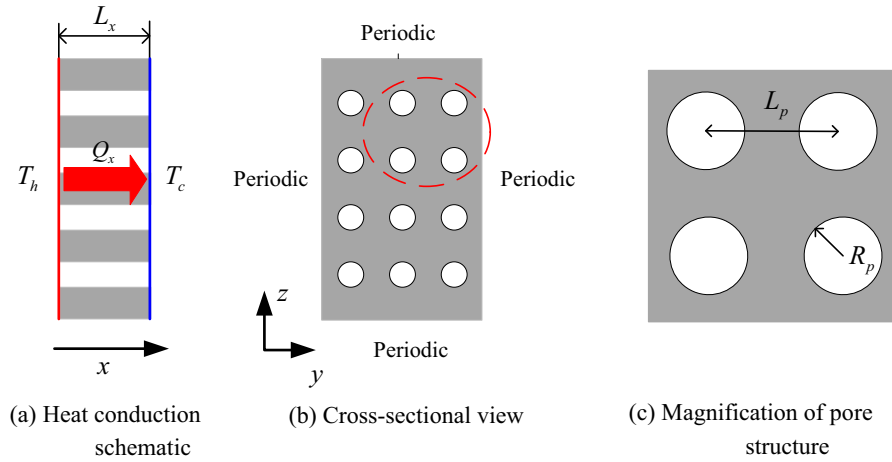 L_x
Q_x
T_h
T_c
x
(a) Heat conduction
schematic
Periodic
Periodic
Periodic
z
y
Periodic
(b) Cross-sectional view
L_p
R_p
(c) Magnification of pore
structure